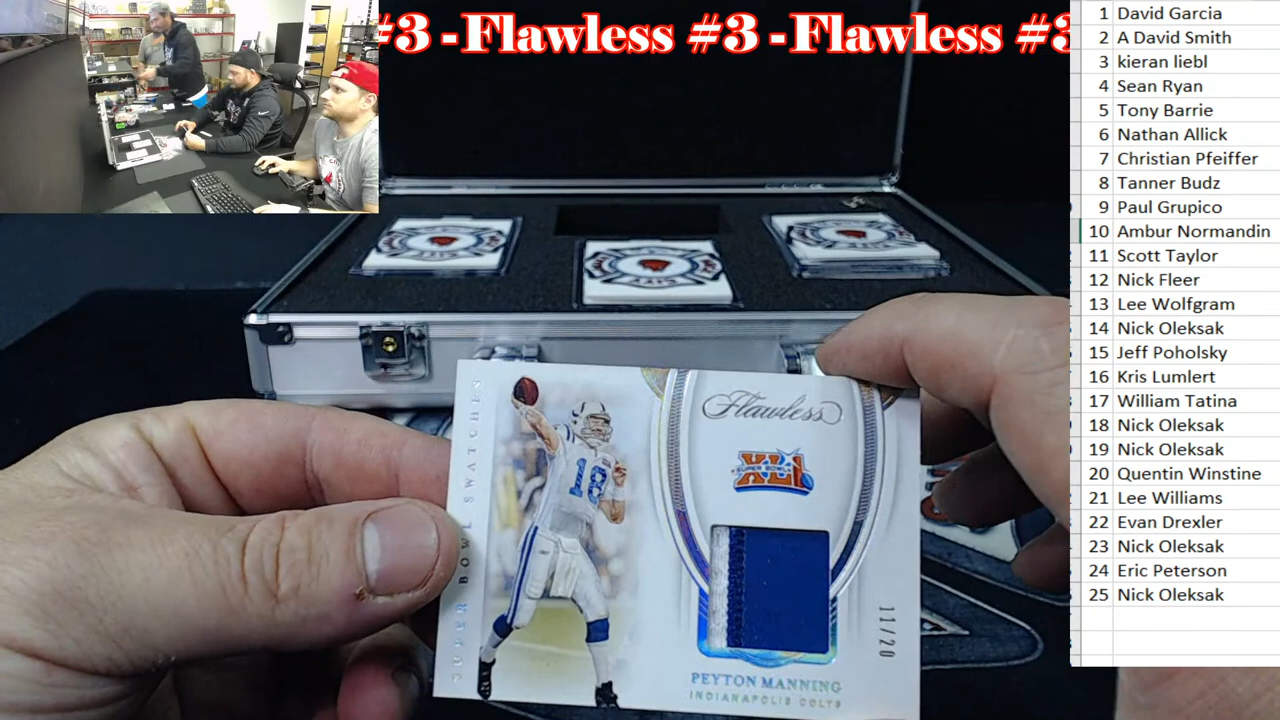 #3 -Flawless #3 -Flawless #3
1 David Garcia
2 A David Smith
3 kieran liebl
4 Sean Ryan
5 Tony Barrie
6 Nathan Allick
7 Christian Pfeiffer
8 Tanner Budz
9 Paul Grupico
10 Ambur Normandin
11 Scott Taylor
12 Nick Fleer
13 Lee Wolfgram
14 Nick Oleksak
15 Jeff Poholsky
16 Kris Lumlert
17 William Tatina
18 Nick Oleksak
19 Nick Oleksak
20 Quentin Winstine
21 Lee Williams
22 Evan Drexler
23 Nick Oleksak
24 Eric Peterson
25 Nick Oleksak
SUPER BOWL SWATCHES
18
Flawless
XLI
SUPER BOWL
11/20
PEYTON MANNING
INDIANAPOLIS COLTS